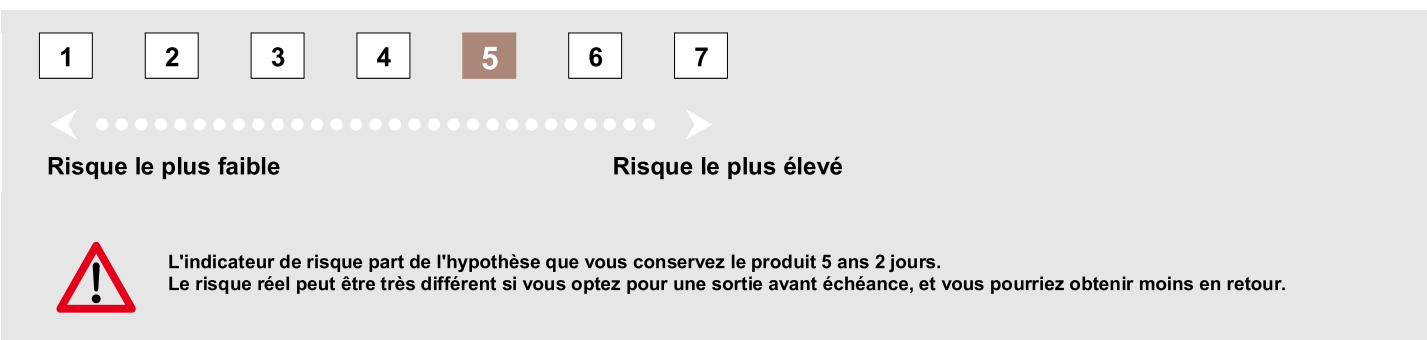 1 2 3 4 5 6 7
Risque le plus faible Risque le plus élevé
L'indicateur de risque part de l'hypothèse que vous conservez le produit 5 ans 2 jours.
Le risque réel peut être très différent si vous optez pour une sortie avant échéance, et vous pourriez obtenir moins en retour.